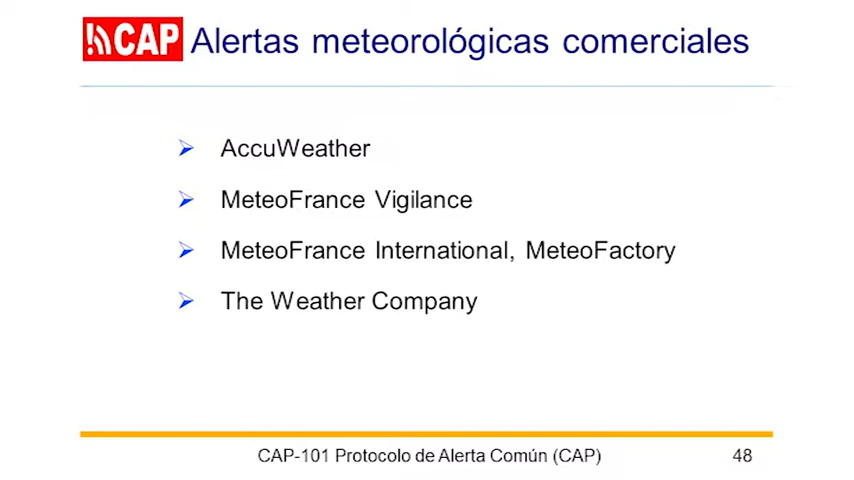 CAP Alertas meteorológicas comerciales
AccuWeather
MeteoFrance Vigilance
MeteoFrance International, MeteoFactory
The Weather Company
CAP-101 Protocolo de Alerta Común (CAP) 48